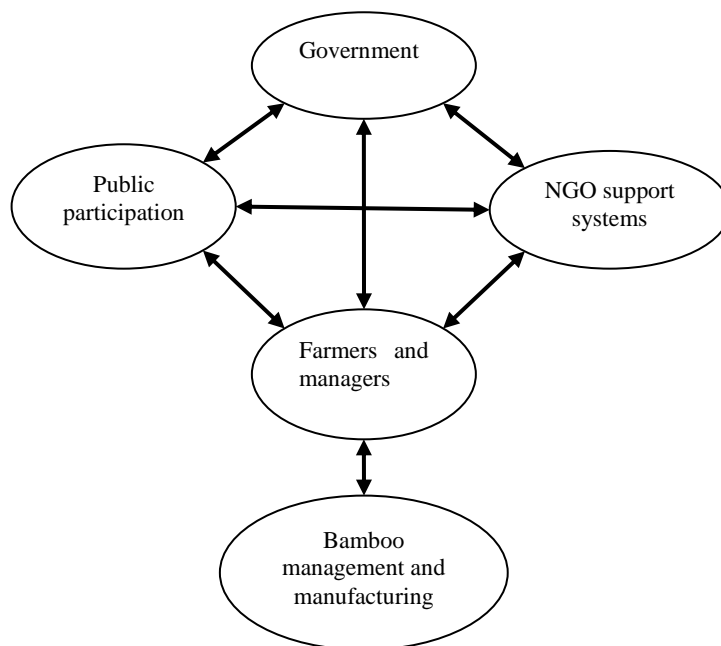 Government
Public
participation
NGO support
systems
Farmers and
managers
Bamboo
management and
manufacturing